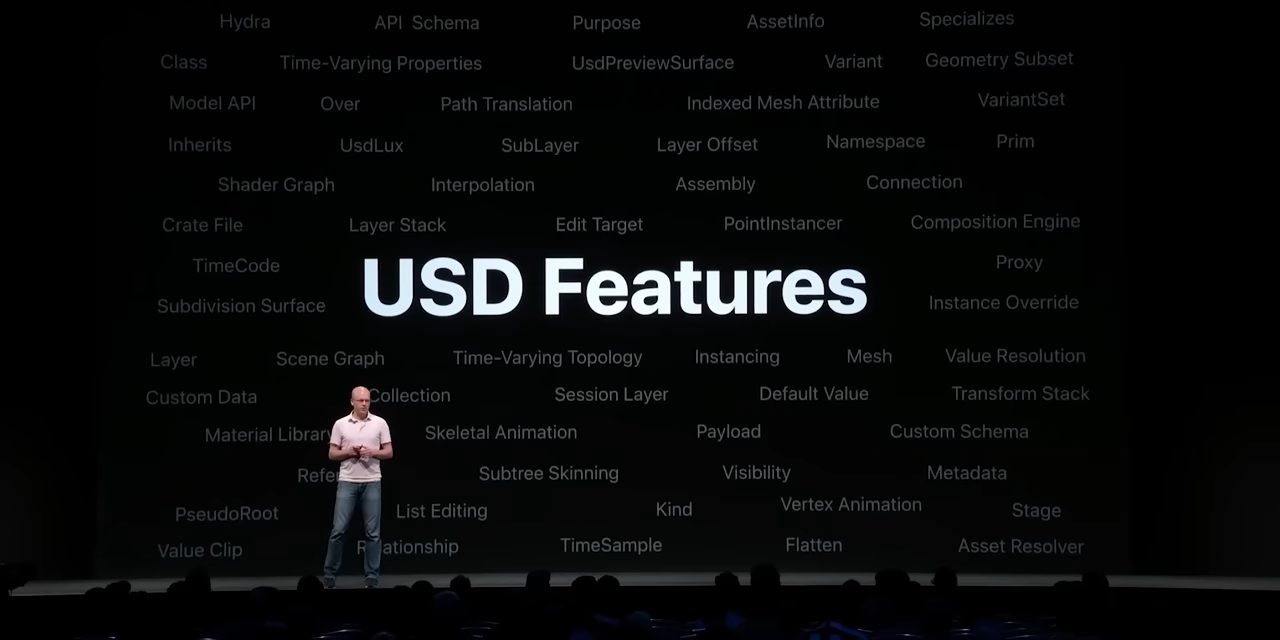 Hydra API Schema Purpose AssetInfo Specializes
Class Time-Varying Properties UsdPreviewSurface Variant Geometry Subset
Model API Over Path Translation Indexed Mesh Attribute VariantSet
Inherits UsdLux SubLayer Layer Offset Namespace Prim
Shader Graph Interpolation Assembly Connection
Crate File Layer Stack Edit Target PointInstancer Composition Engine
TimeCode Proxy
USD Features
Subdivision Surface Instance Override
Layer Scene Graph Time-Varying Topology Instancing Mesh Value Resolution
Custom Data Collection Session Layer Default Value Transform Stack
Material Library Skeletal Animation Payload Custom Schema
Refe Subtree Skinning Visibility Metadata
PseudoRoot List Editing Kind Vertex Animation Stage
Value Clip Relationship TimeSample Flatten Asset Resolver